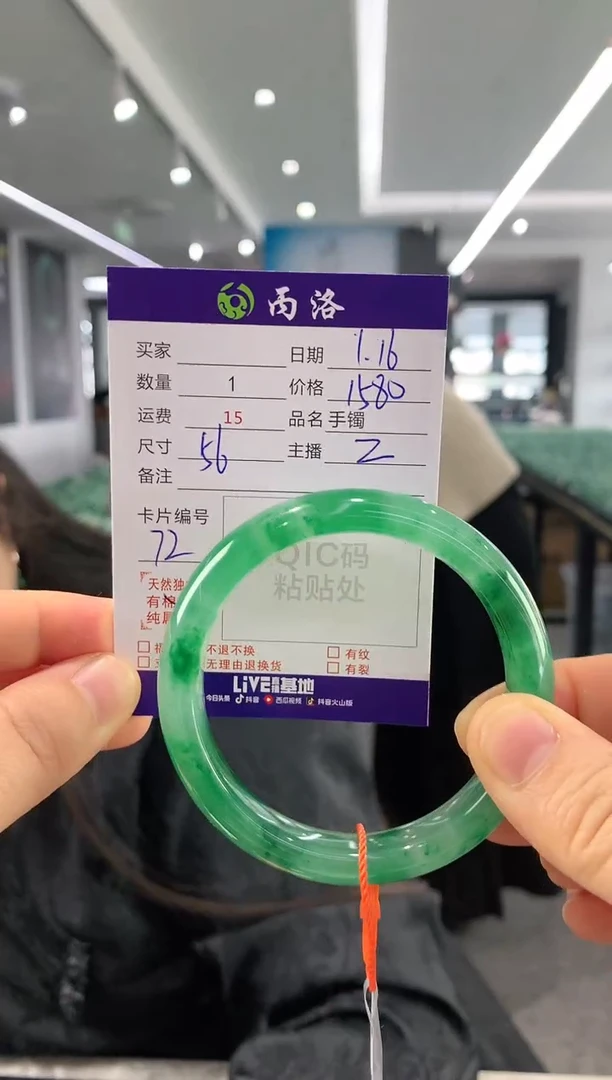 丙洛
买家 日期 1.16
数量 1 价格 1580
运费 15 品名 手镯
尺寸 56 主播 Z
备注
卡片编号
72
QIC码
粘贴处
天然独
有棉
纯属
不退不换 有纹
无理由退换货 有裂
LiVE 基地
今日头条 抖音 西瓜视频 抖音火山版